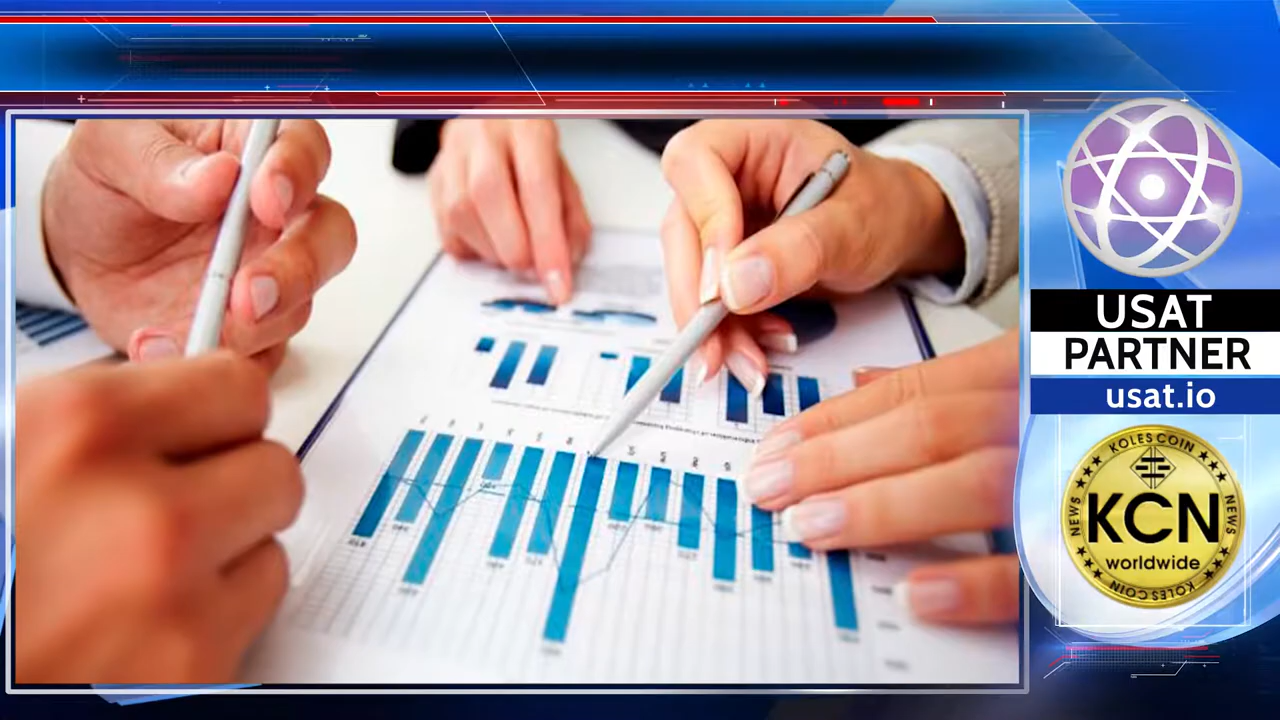 USAT
PARTNER
usat.io
KOLES COIN
NEWS
KCN
NEWS
worldwide
KOLES COIN